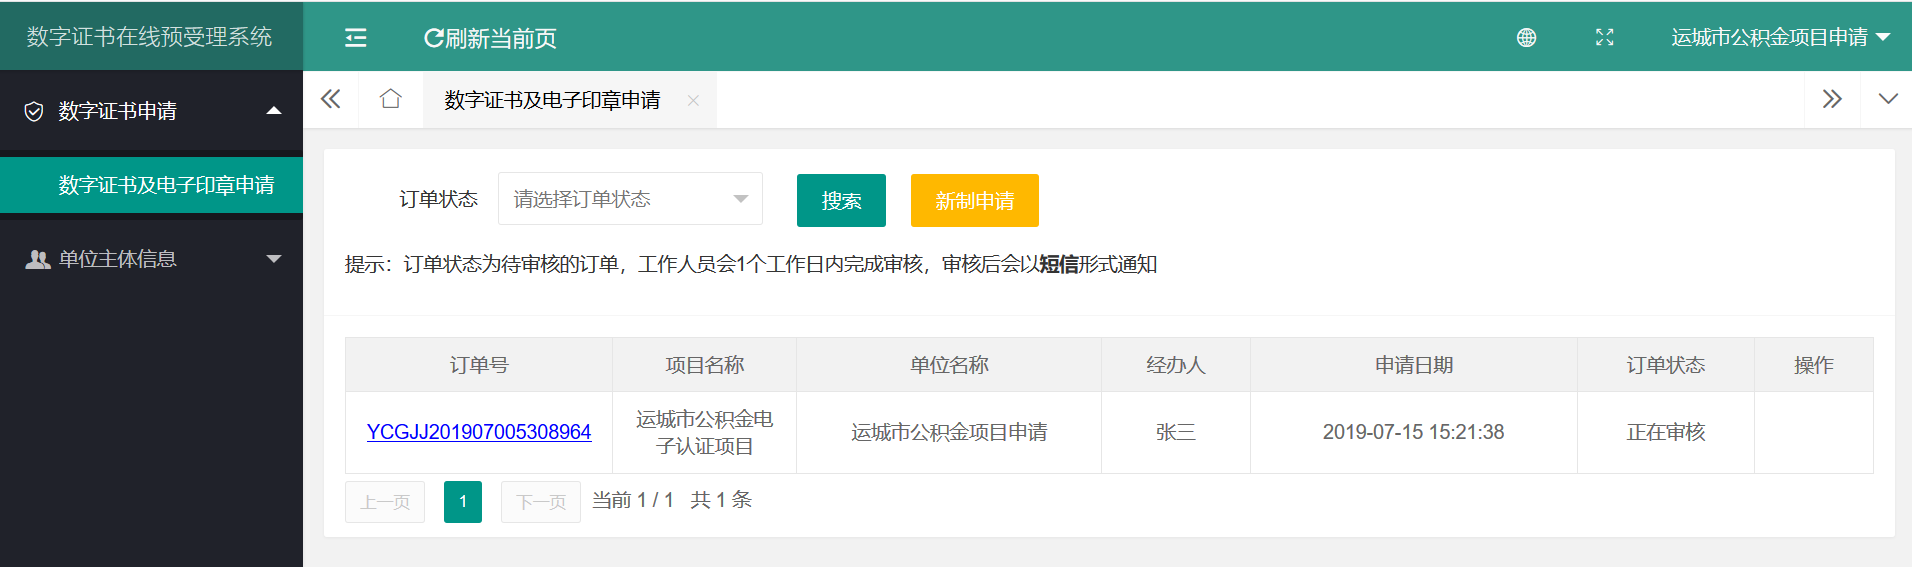 数字证书在线预受理系统
刷新当前页
运城市公积金项目申请
数字证书申请
数字证书及电子印章申请
单位主体信息
数字证书及电子印章申请
订单状态 请选择订单状态 搜索 新制申请
提示：订单状态为待审核的订单，工作人员会1个工作日内完成审核，审核后会以短信形式通知
订单号 项目名称 单位名称 经办人 申请日期 订单状态 操作
YCGJJ201907005308964 运城市公积金电子认证项目 运城市公积金项目申请 张三 2019-07-15 15:21:38 正在审核
上一页 1 下一页 当前 1 / 1 共 1 条